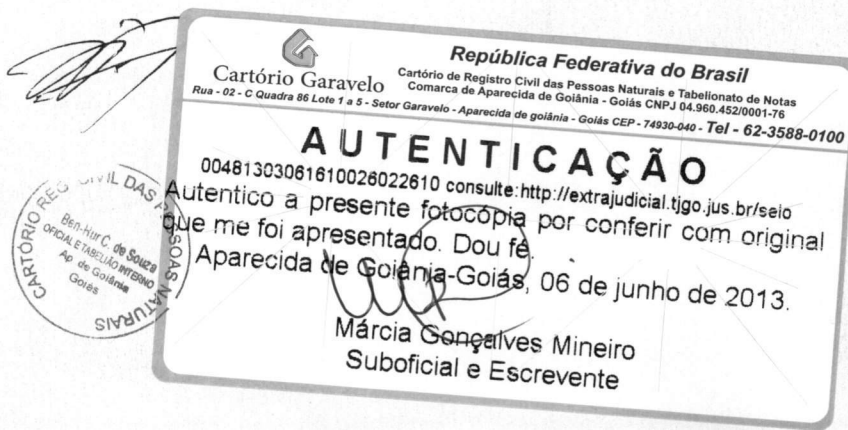 República Federativa do Brasil
Cartório Garavelo
Cartório de Registro Civil das Pessoas Naturais e Tabelionato de Notas
Comarca de Aparecida de Goiânia - Goiás CNPJ 04.960.452/0001-76
Rua - 02 - C Quadra 86 Lote 1 a 5 - Setor Garavelo - Aparecida de goiânia - Goiás CEP - 74930-040 - Tel - 62-3588-0100
AUTENTICAÇÃO
00481303061610026022610 consulte:http://extrajudicial.tjgo.jus.br/selo
Autentico a presente fotocópia por conferir com original
que me foi apresentado. Dou fé.
Aparecida de Goiânia-Goiás, 06 de junho de 2013.
Márcia Gonçalves Mineiro
Suboficial e Escrevente
CARTÓRIO REG CIVIL DAS PESSOAS NATURAIS
Ben-Hur C. de Souza
OFICIAL E TABELIÃO INTERNO
Ap de Goiânia
Goiás